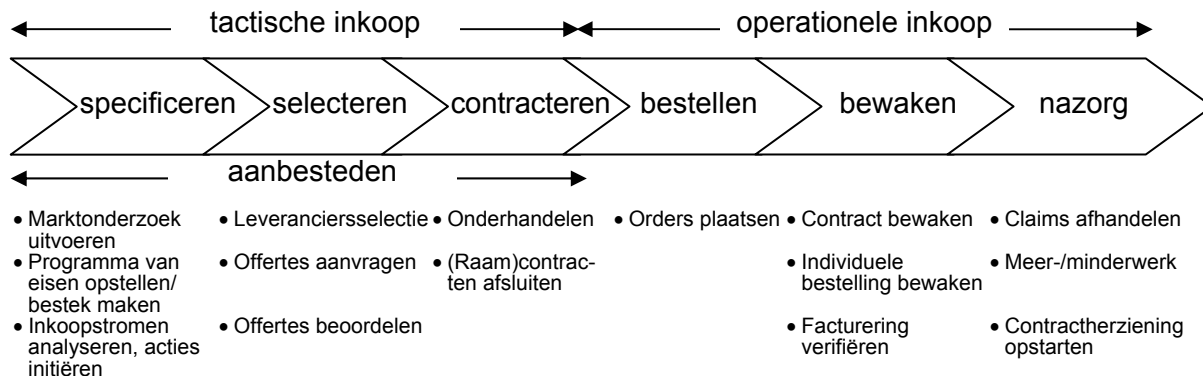 tactische inkoop
operationele inkoop
specificeren
selecteren
contracteren
bestellen
bewaken
nazorg
aanbesteden
• Marktonderzoek
uitvoeren
• Programma van
eisen opstellen/
bestek maken
• Inkoopstromen
analyseren, acties
initiëren
• Leveranciersselectie
• Offertes aanvragen
• Offertes beoordelen
• Onderhandelen
• (Raam)contrac-
ten afsluiten
• Orders plaatsen
• Contract bewaken
• Individuele
bestelling bewaken
• Facturering
verifiëren
• Claims afhandelen
• Meer-/minderwerk
• Contractherziening
opstarten